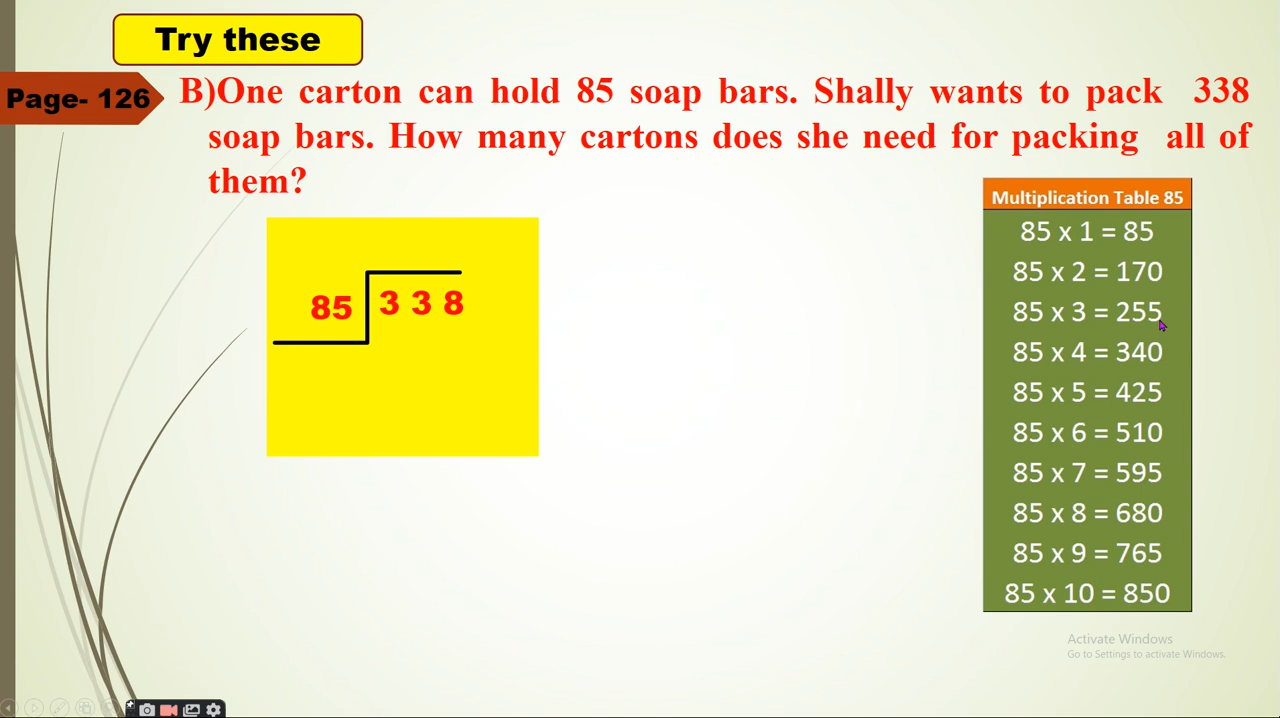 Try these
Page- 126
B)One carton can hold 85 soap bars. Shally wants to pack 338
soap bars. How many cartons does she need for packing all of
them?
85 3 3 8
Multiplication Table 85
85 x 1 = 85
85 x 2 = 170
85 x 3 = 255
85 x 4 = 340
85 x 5 = 425
85 x 6 = 510
85 x 7 = 595
85 x 8 = 680
85 x 9 = 765
85 x 10 = 850
Activate Windows
Go to Settings to activate Windows.